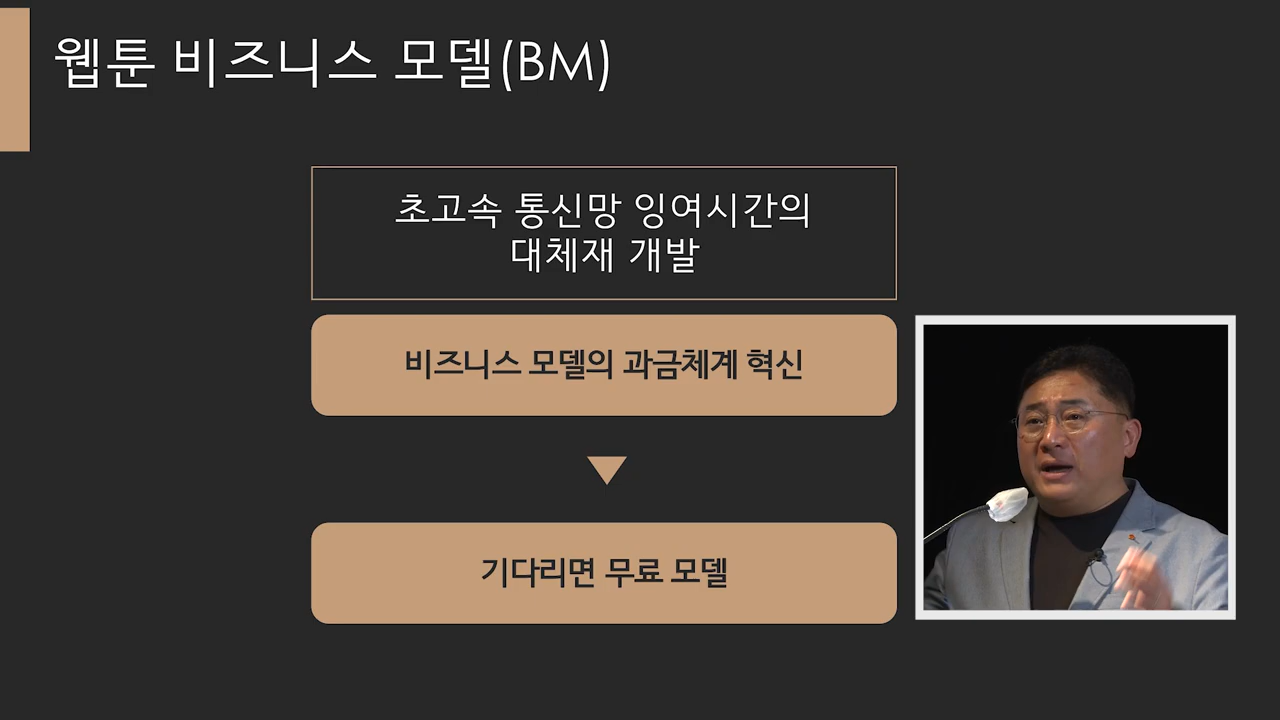 웹툰 비즈니스 모델(BM)
초고속 통신망 잉여시간의
대체재 개발
비즈니스 모델의 과금체계 혁신
기다리면 무료 모델